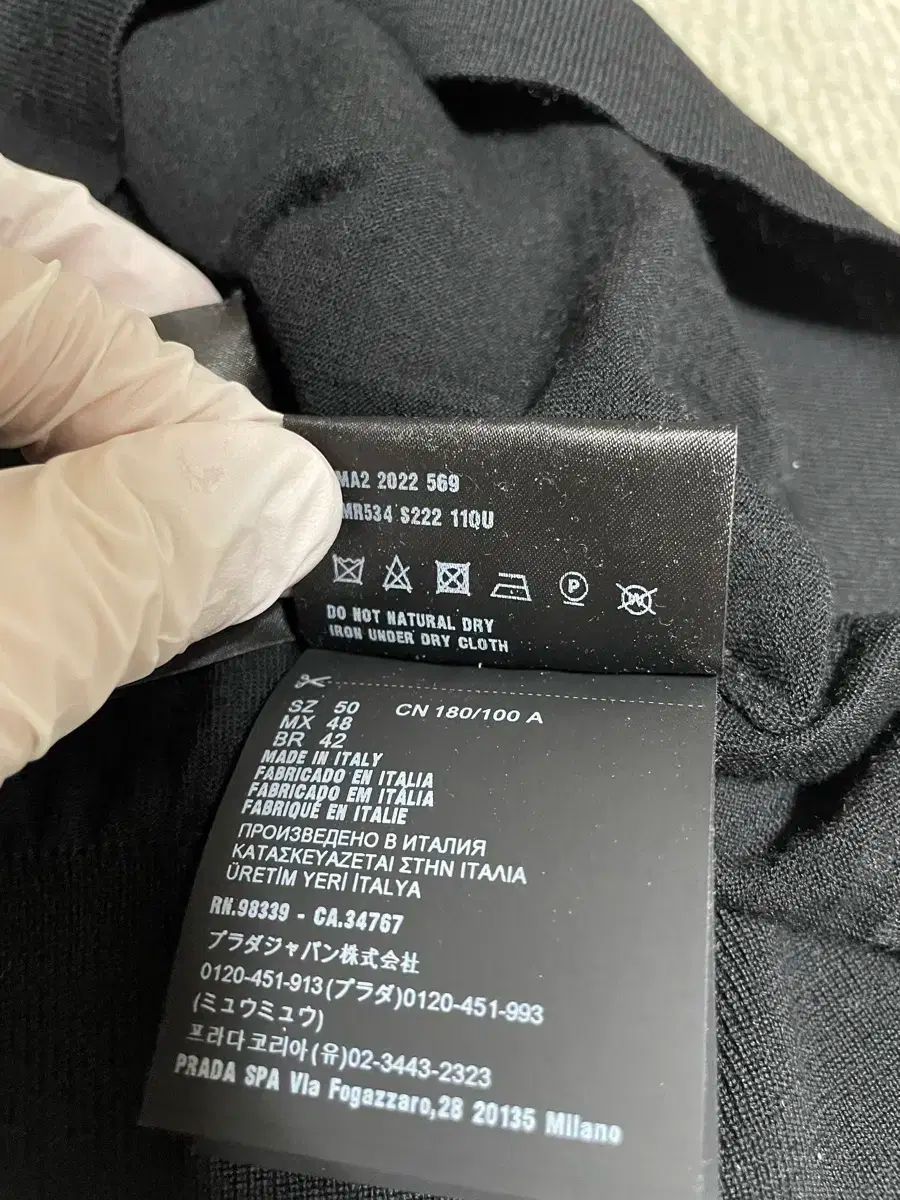 MA2 2022 569
MR534 S222 11QU
P
W
DO NOT NATURAL DRY
IRON UNDER DRY CLOTH
SZ 50 CN 180/100 A
MX 48
BR 42
MADE IN ITALY
FABRICADO EN ITALIA
FABRICADO EM ITÁLIA
FABRIQUÉ EN ITALIE
ПРОИЗВЕДЕНО В ИТАЛИЯ
ΚΑΤΑΣΚΕΥΑΖΕΤΑΙ ΣΤΗΝ ΙΤΑΛΙΑ
ÜRETİM YERİ İTALYA
RN.98339 - CA.34767
プラダジャパン株式会社
0120-451-913(プラダ)0120-451-993
(ミュウミュウ)
프라다코리아(유)02-3443-2323
PRADA SPA Via Fogazzaro,28 20135 Milano